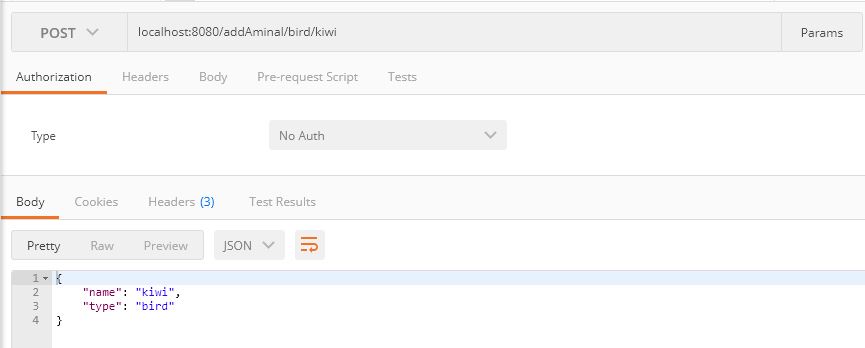 POST localhost:8080/addAminal/bird/kiwi Params
Authorization Headers Body Pre-request Script Tests
Type No Auth
Body Cookies Headers (3) Test Results
Pretty Raw Preview JSON
1 {
2 "name": "kiwi",
3 "type": "bird"
4 }